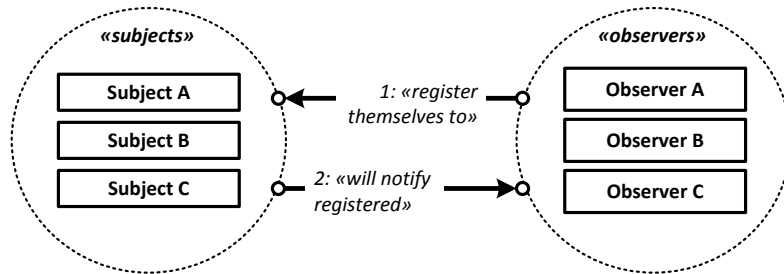 «subjects»
Subject A
Subject B
Subject C
1: «register
themselves to»
2: «will notify
registered»
«observers»
Observer A
Observer B
Observer C